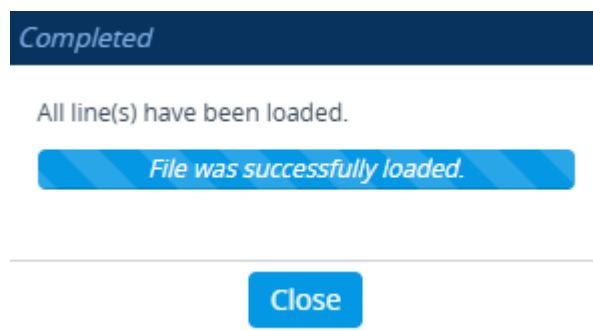 Completed
All line(s) have been loaded.
File was successfully loaded.
Close